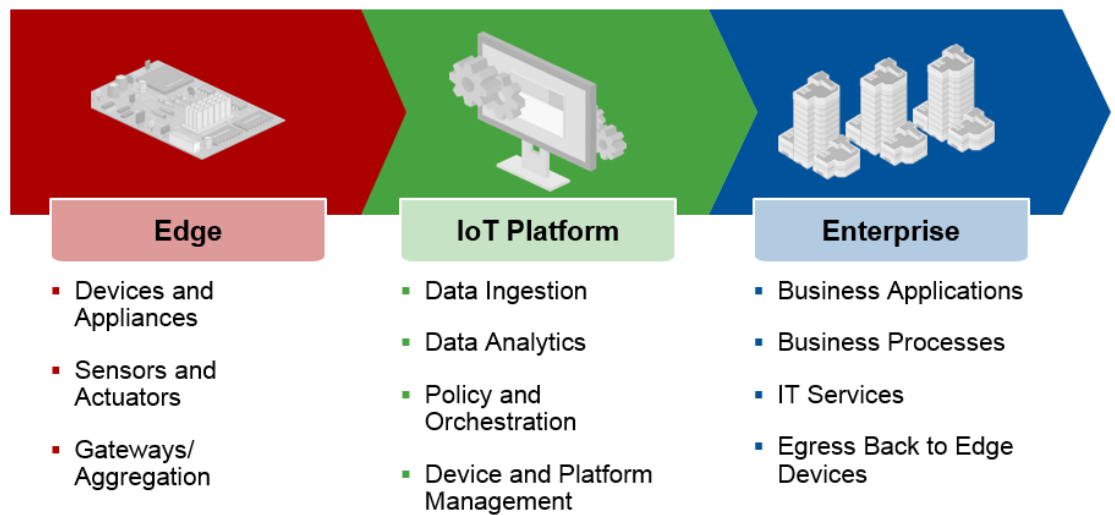 Edge
Devices and
Appliances
Sensors and
Actuators
Gateways/
Aggregation
IoT Platform
Data Ingestion
Data Analytics
Policy and
Orchestration
Device and Platform
Management
Enterprise
Business Applications
Business Processes
IT Services
Egress Back to Edge
Devices